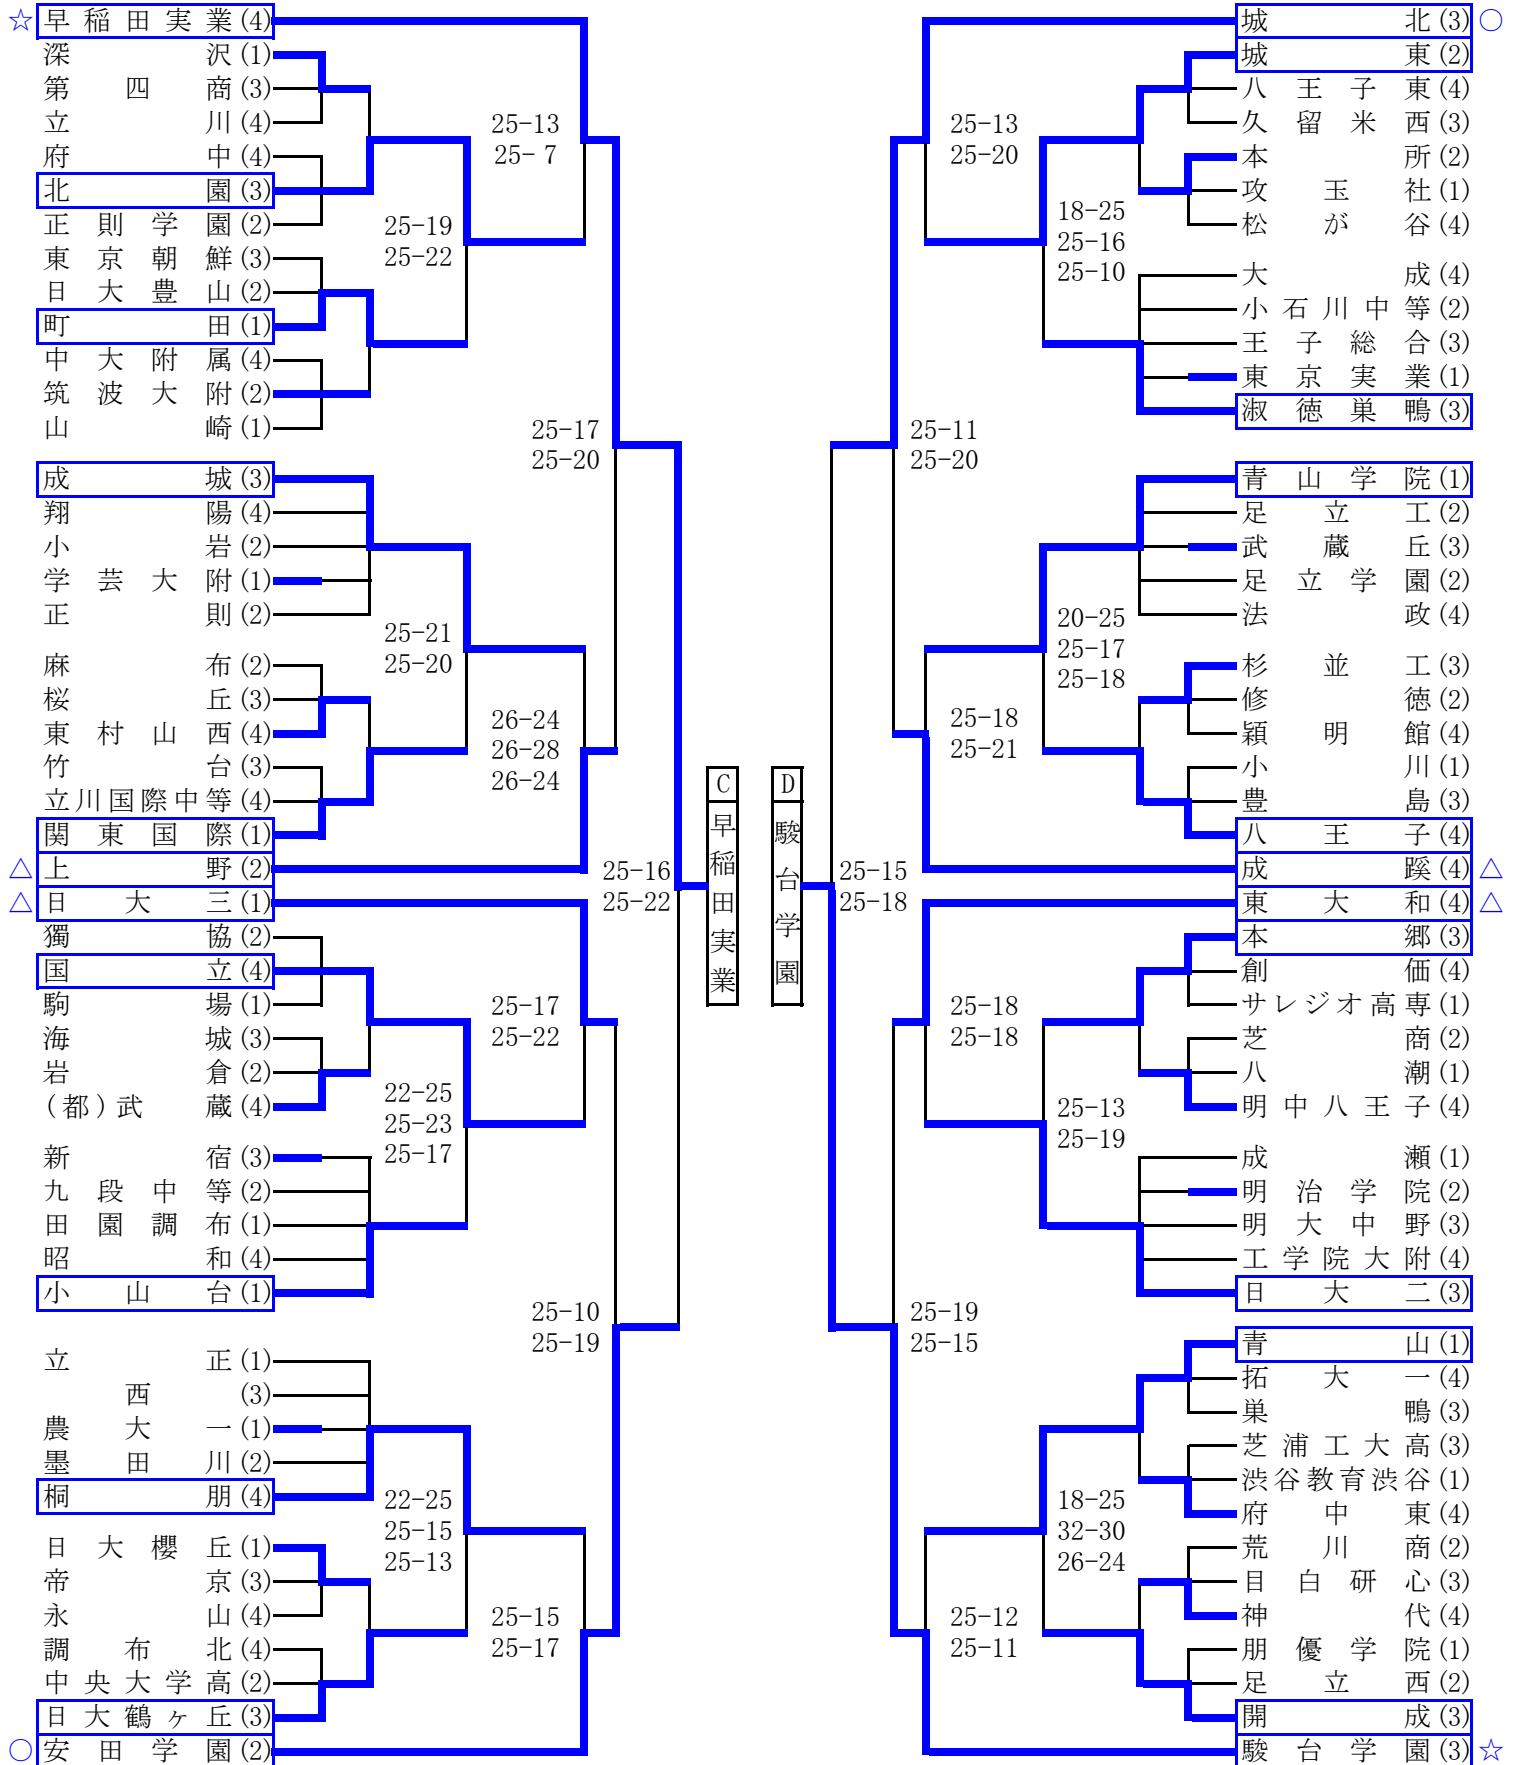 ☆早稲田実業(4)
深沢(1)
第四商(3)
立川(4)
府中(4)
北園(3)
正則学園(2)
東京朝鮮(3)
日大豊山(2)
町田(1)
中大附属(4)
筑波大附(2)
山崎(1)
成城(3)
翔陽(4)
小岩(2)
学芸大附(1)
正則(2)
麻布(2)
桜丘(3)
東村山西(4)
竹台(3)
立川国際中等(4)
関東国際(1)
△上野(2)
△日大三(1)
獨協(2)
国立(4)
駒場(1)
海城(3)
岩倉(2)
(都)武蔵(4)
新宿(3)
九段中等(2)
田園調布(1)
昭和(4)
小山台(1)
立正(1)
西(3)
農大一(1)
墨田川(2)
桐朋(4)
日大櫻丘(1)
帝京(3)
永山(4)
調布北(4)
中央大学高(2)
日大鶴ヶ丘(3)
○安田学園(2)
25-19
25-22
25-21
25-20
22-25
25-23
25-17
22-25
25-15
25-13
25-13
25- 7
26-24
26-28
26-24
25-17
25-22
25-15
25-17
25-17
25-20
25-10
25-19
25-16
25-22
C
早稲田実業
D
駿台学園
25-15
25-18
25-11
25-20
25-19
25-15
25-13
25-20
25-18
25-21
25-18
25-18
25-12
25-11
18-25
25-16
25-10
20-25
25-17
25-18
25-13
25-19
18-25
32-30
26-24
城北(3)○
城東(2)
八王子東(4)
久留米西(3)
本所(2)
攻玉社(1)
松が谷(4)
大成(4)
小石川中等(2)
王子総合(3)
東京実業(1)
淑徳巣鴨(3)
青山学院(1)
足立工(2)
武蔵丘(3)
足立学園(2)
法政(4)
杉並工(3)
修徳(2)
穎明館(4)
小川(1)
豊島(3)
八王子(4)
成蹊(4)△
東大和(4)△
本郷(3)
創価(4)
サレジオ高専(1)
芝商(2)
八潮(1)
明中八王子(4)
成瀬(1)
明治学院(2)
明大中野(3)
工学院大附(4)
日大二(3)
青山(1)
拓大一(4)
巣鴨(3)
芝浦工大高(3)
渋谷教育渋谷(1)
府中東(4)
荒川商(2)
目白研心(3)
神代(4)
朋優学院(1)
足立西(2)
開成(3)
駿台学園(3)☆